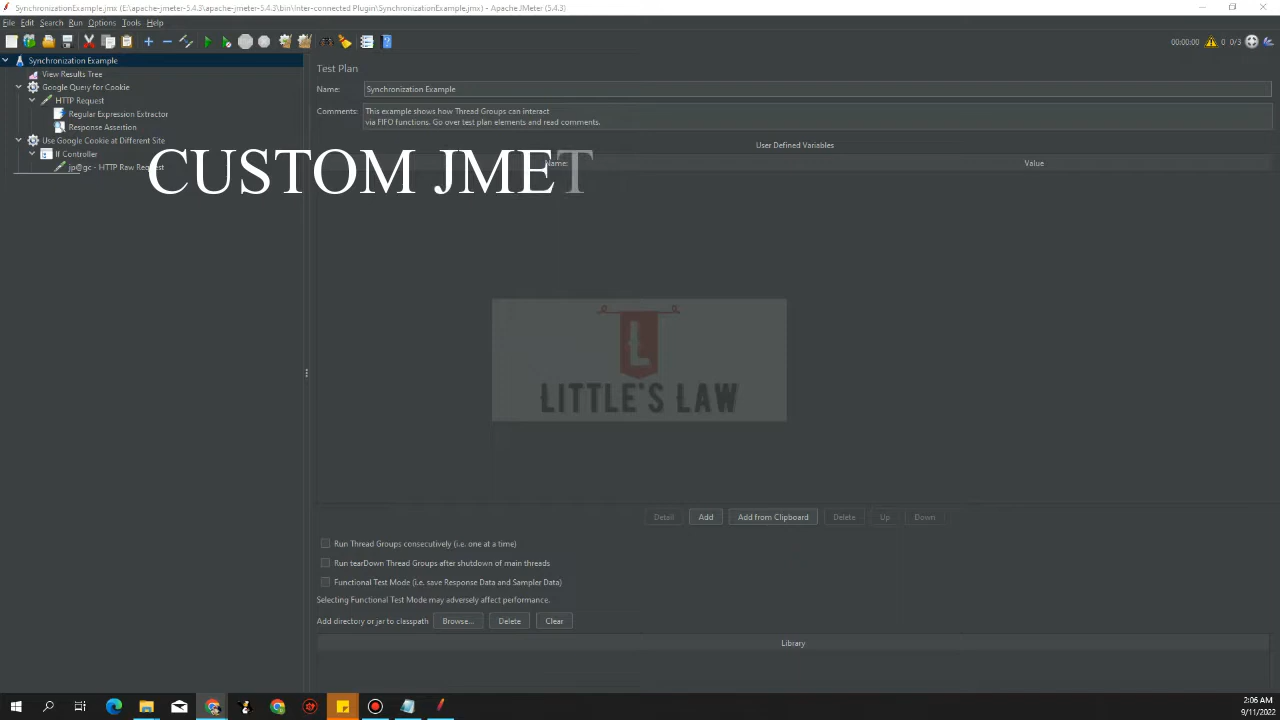 SynchronizationExample.jmx (E:\apache-jmeter-5.4.3\apache-jmeter-5.4.3\bin\Inter-connected Plugin\SynchronizationExample.jmx) - Apache JMeter (5.4.3)
File Edit Search Run Options Tools Help
00:00:00 0 0/3
Synchronization Example
View Results Tree
Google Query for Cookie
HTTP Request
Regular Expression Extractor
Response Assertion
Use Google Cookie at Different Site
If Controller
jp@gc - HTTP Raw Request
CUSTOM JMET
Test Plan
Name: Synchronization Example
Comments: This example shows how Thread Groups can interact
via FIFO functions. Go over test plan elements and read comments.
User Defined Variables
Name: Value
L
LITTLE'S LAW
Detail Add Add from Clipboard Delete Up Down
Run Thread Groups consecutively (i.e. one at a time)
Run tearDown Thread Groups after shutdown of main threads
Functional Test Mode (i.e. save Response Data and Sampler Data)
Selecting Functional Test Mode may adversely affect performance.
Add directory or jar to classpath Browse... Delete Clear
Library
2:06 AM
9/11/2022